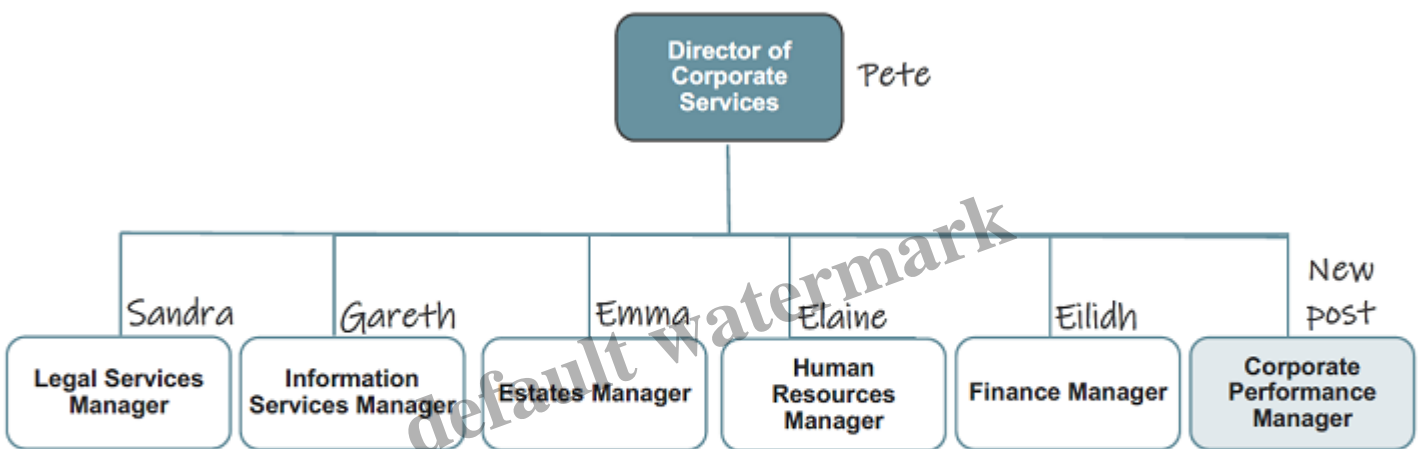 Director of
Corporate
Services
Pete
Sandra
Gareth
Emma
Elaine
Eilidh
New
post
Legal Services
Manager
Information
Services Manager
Estates Manager
Human
Resources
Manager
Finance Manager
Corporate
Performance
Manager
default watermark